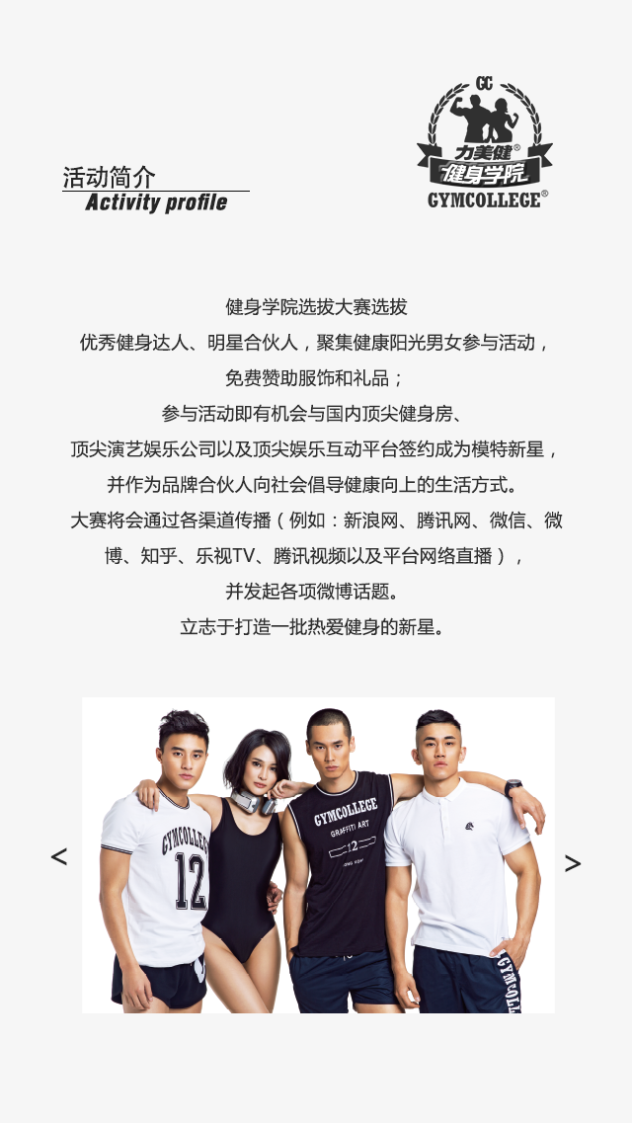 GC
力美健®
健身学院
GYMCOLLEGE®
活动简介
Activity profile
健身学院选拔大赛选拔
优秀健身达人、明星合伙人，聚集健康阳光男女参与活动，
免费赞助服饰和礼品；
参与活动即有机会与国内顶尖健身房、
顶尖演艺娱乐公司以及顶尖娱乐互动平台签约成为模特新星，
并作为品牌合伙人向社会倡导健康向上的生活方式。
大赛将会通过各渠道传播（例如：新浪网、腾讯网、微信、微
博、知乎、乐视TV、腾讯视频以及平台网络直播），
并发起各项微博话题。
立志于打造一批热爱健身的新星。
<
>
GYMCOLLEGE
12
GYMCOLLEGE
GRAFFITI ART
12
GYMCOLL